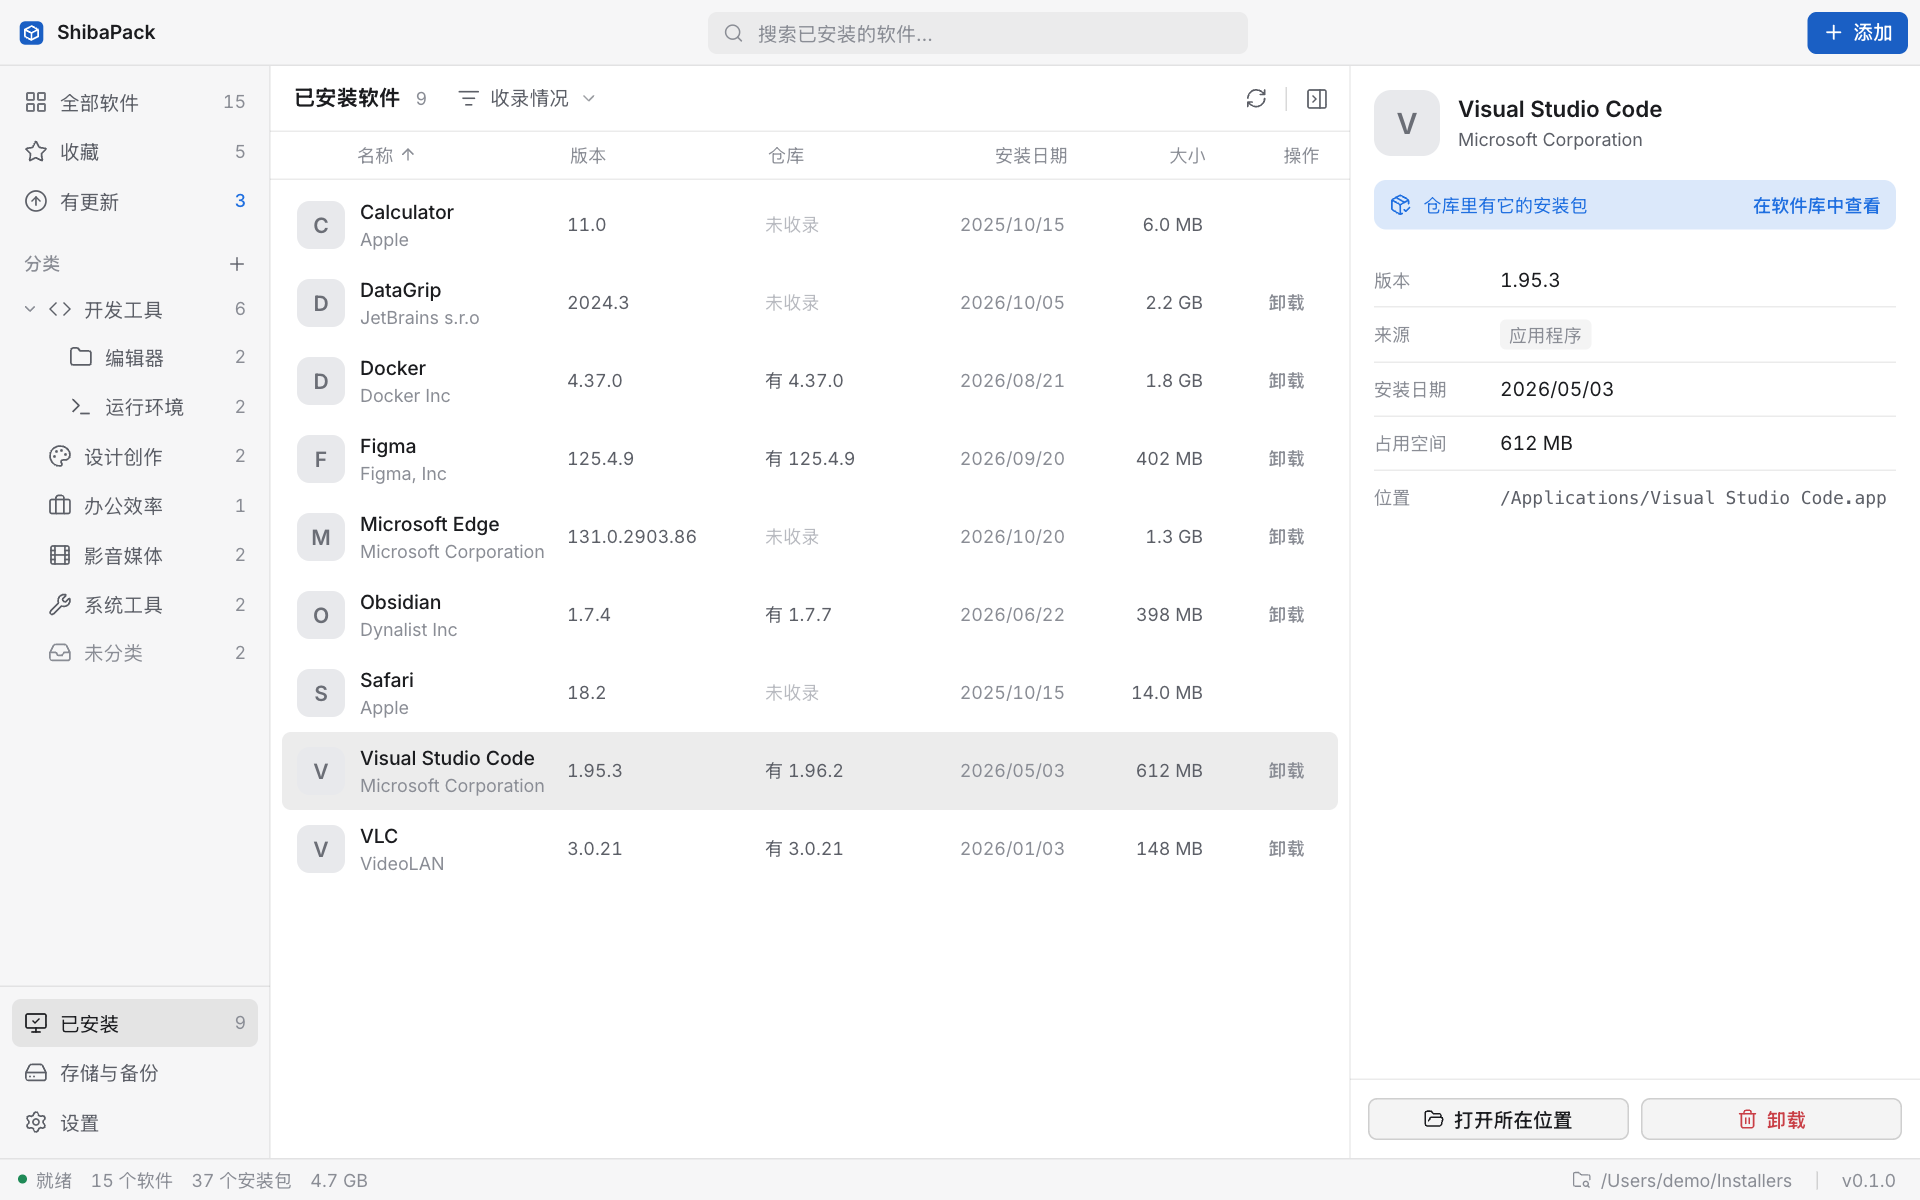 ShibaPack
搜索已安装的软件...
添加
全部软件 15
收藏 5
有更新 3
分类
开发工具 6
编辑器 2
运行环境 2
设计创作 2
办公效率 1
影音媒体 2
系统工具 2
未分类 2
已安装 9
存储与备份
设置
已安装软件 9 收录情况
名称 版本 仓库 安装日期 大小 操作
C Calculator 11.0 未收录 2025/10/15 6.0 MB
Apple
D DataGrip 2024.3 未收录 2026/10/05 2.2 GB 卸载
JetBrains s.r.o
D Docker 4.37.0 有 4.37.0 2026/08/21 1.8 GB 卸载
Docker Inc
F Figma 125.4.9 有 125.4.9 2026/09/20 402 MB 卸载
Figma, Inc
M Microsoft Edge 131.0.2903.86 未收录 2026/10/20 1.3 GB 卸载
Microsoft Corporation
O Obsidian 1.7.4 有 1.7.7 2026/06/22 398 MB 卸载
Dynalist Inc
S Safari 18.2 未收录 2025/10/15 14.0 MB
Apple
V Visual Studio Code 1.95.3 有 1.96.2 2026/05/03 612 MB 卸载
Microsoft Corporation
V VLC 3.0.21 有 3.0.21 2026/01/03 148 MB 卸载
VideoLAN
V Visual Studio Code
Microsoft Corporation
仓库里有它的安装包 在软件库中查看
版本 1.95.3
来源 应用程序
安装日期 2026/05/03
占用空间 612 MB
位置 /Applications/Visual Studio Code.app
打开所在位置 卸载
就绪 15 个软件 37 个安装包 4.7 GB
/Users/demo/Installers v0.1.0